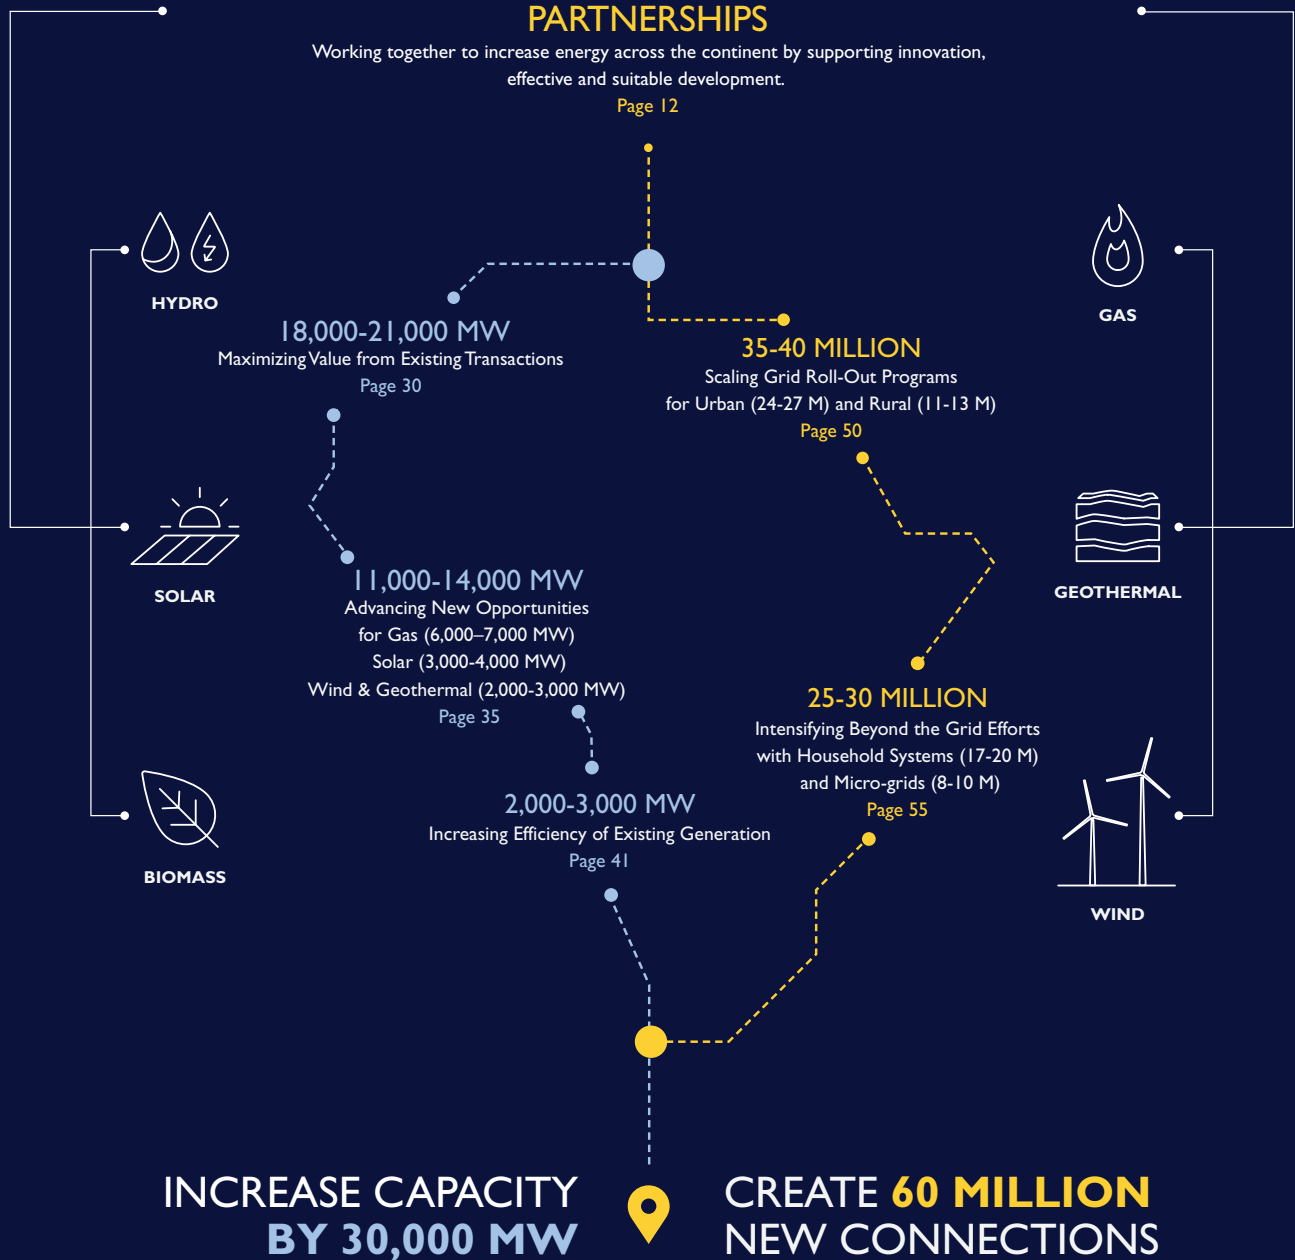 PARTNERSHIPS
Working together to increase energy across the continent by supporting innovation,
effective and suitable development.
Page 12
HYDRO
GAS
18,000-21,000 MW
Maximizing Value from Existing Transactions
Page 30
35-40 MILLION
Scaling Grid Roll-Out Programs
for Urban (24-27 M) and Rural (11-13 M)
Page 50
SOLAR
GEOTHERMAL
11,000-14,000 MW
Advancing New Opportunities
for Gas (6,000–7,000 MW)
Solar (3,000-4,000 MW)
Wind & Geothermal (2,000-3,000 MW)
Page 35
25-30 MILLION
Intensifying Beyond the Grid Efforts
with Household Systems (17-20 M)
and Micro-grids (8-10 M)
Page 55
2,000-3,000 MW
Increasing Efficiency of Existing Generation
Page 41
BIOMASS
WIND
INCREASE CAPACITY
BY 30,000 MW
CREATE 60 MILLION
NEW CONNECTIONS